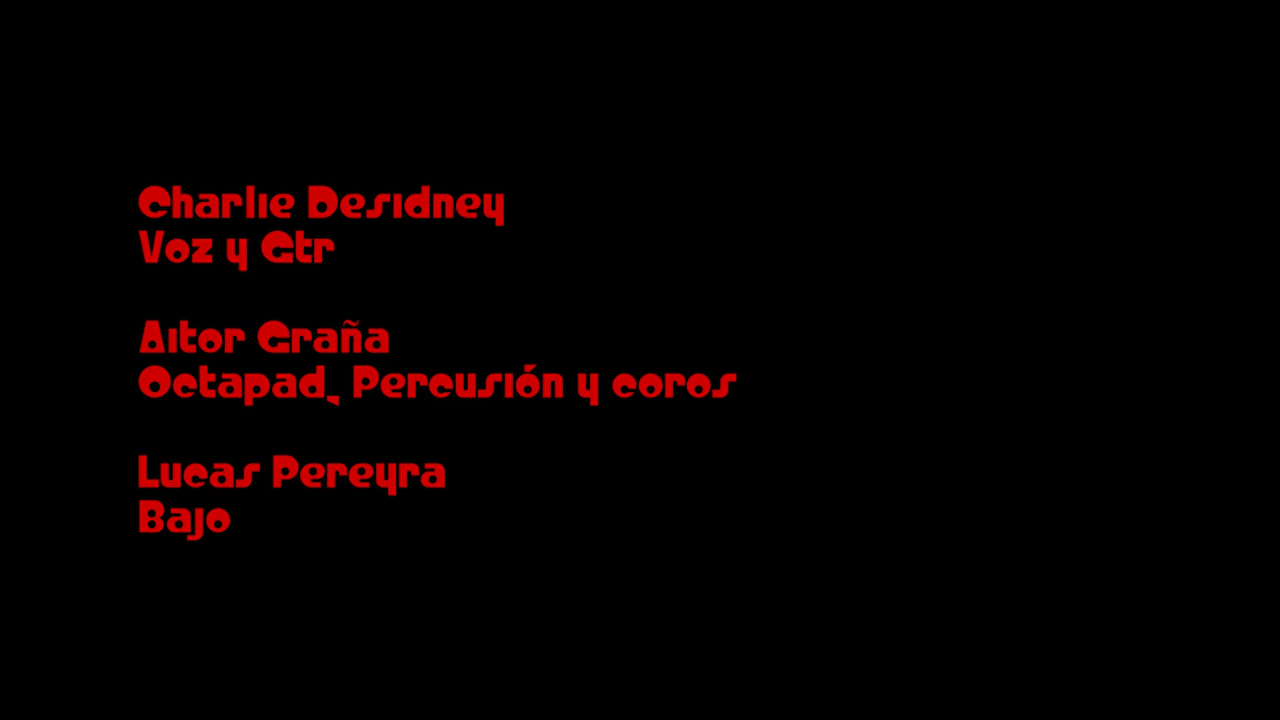 Charlie Desidney
Voz y Gtr
Aitor Graña
Octapad, Percusión y coros
Lucas Pereyra
Bajo